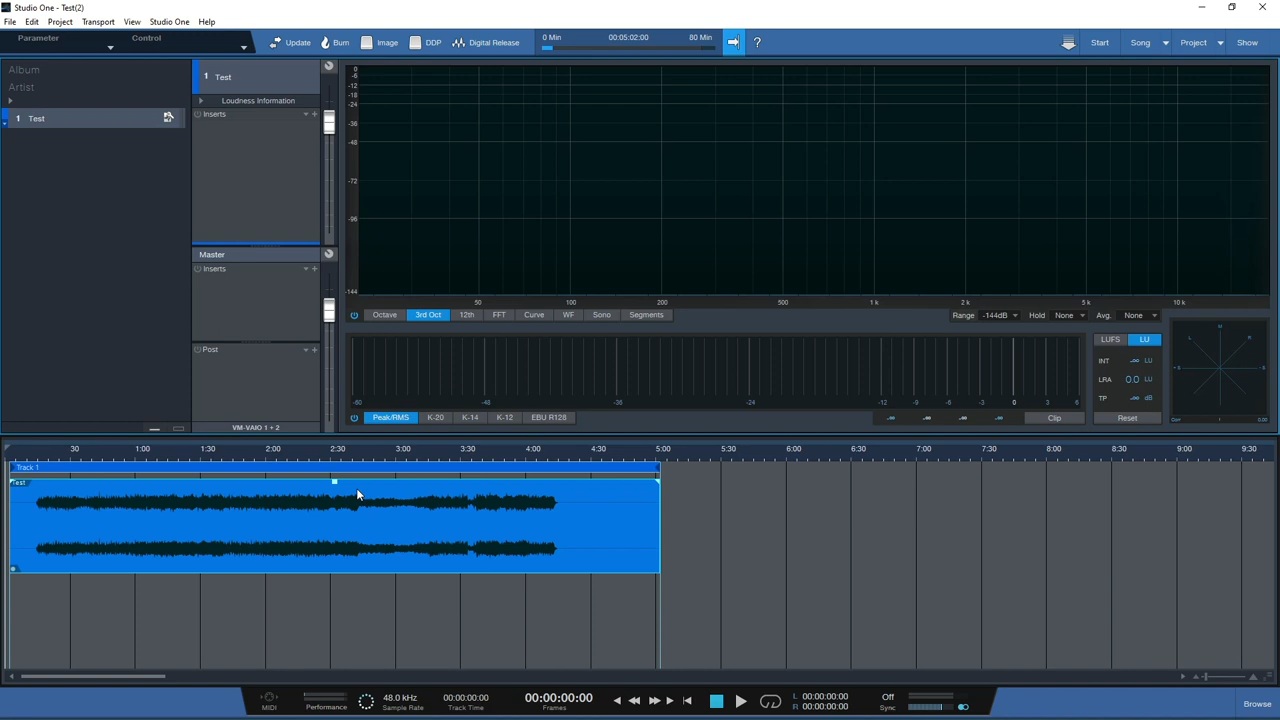 Studio One - Test(2)
File Edit Project Transport View Studio One Help
Parameter Control Update Burn Image DDP Digital Release 0 Min 00:05:02:00 80 Min ? Start Song Project Show
Album
Artist
1 Test
1 Test
Loudness Information
Inserts
Master
Inserts
Post
VM-VAIO 1 + 2
0
-6
-12
-18
-24
-36
-48
-72
-96
-144
50 100 200 500 1 k 2 k 5 k 10 k
Octave 3rd Oct 12th FFT Curve WF Sono Segments Range -144dB Hold None Avg. None
-60 -48 -36 -24 -12 -9 -6 -3 0 3 6
Peak/RMS K-20 K-14 K-12 EBU R128 -∞ -∞ -∞ -∞ Clip
LUFS LU
INT -∞ LU
LRA 0.0 LU
TP -∞ dB
Reset
L R M S -S
Corr 0.00
30 1:00 1:30 2:00 2:30 3:00 3:30 4:00 4:30 5:00 5:30 6:00 6:30 7:00 7:30 8:00 8:30 9:00 9:30
Track 1
Test
MIDI Performance 48.0 kHz Sample Rate 00:00:00:00 Track Time 00:00:00:00 Frames L 00:00:00:00 R 00:00:00:00 Off Sync Browse